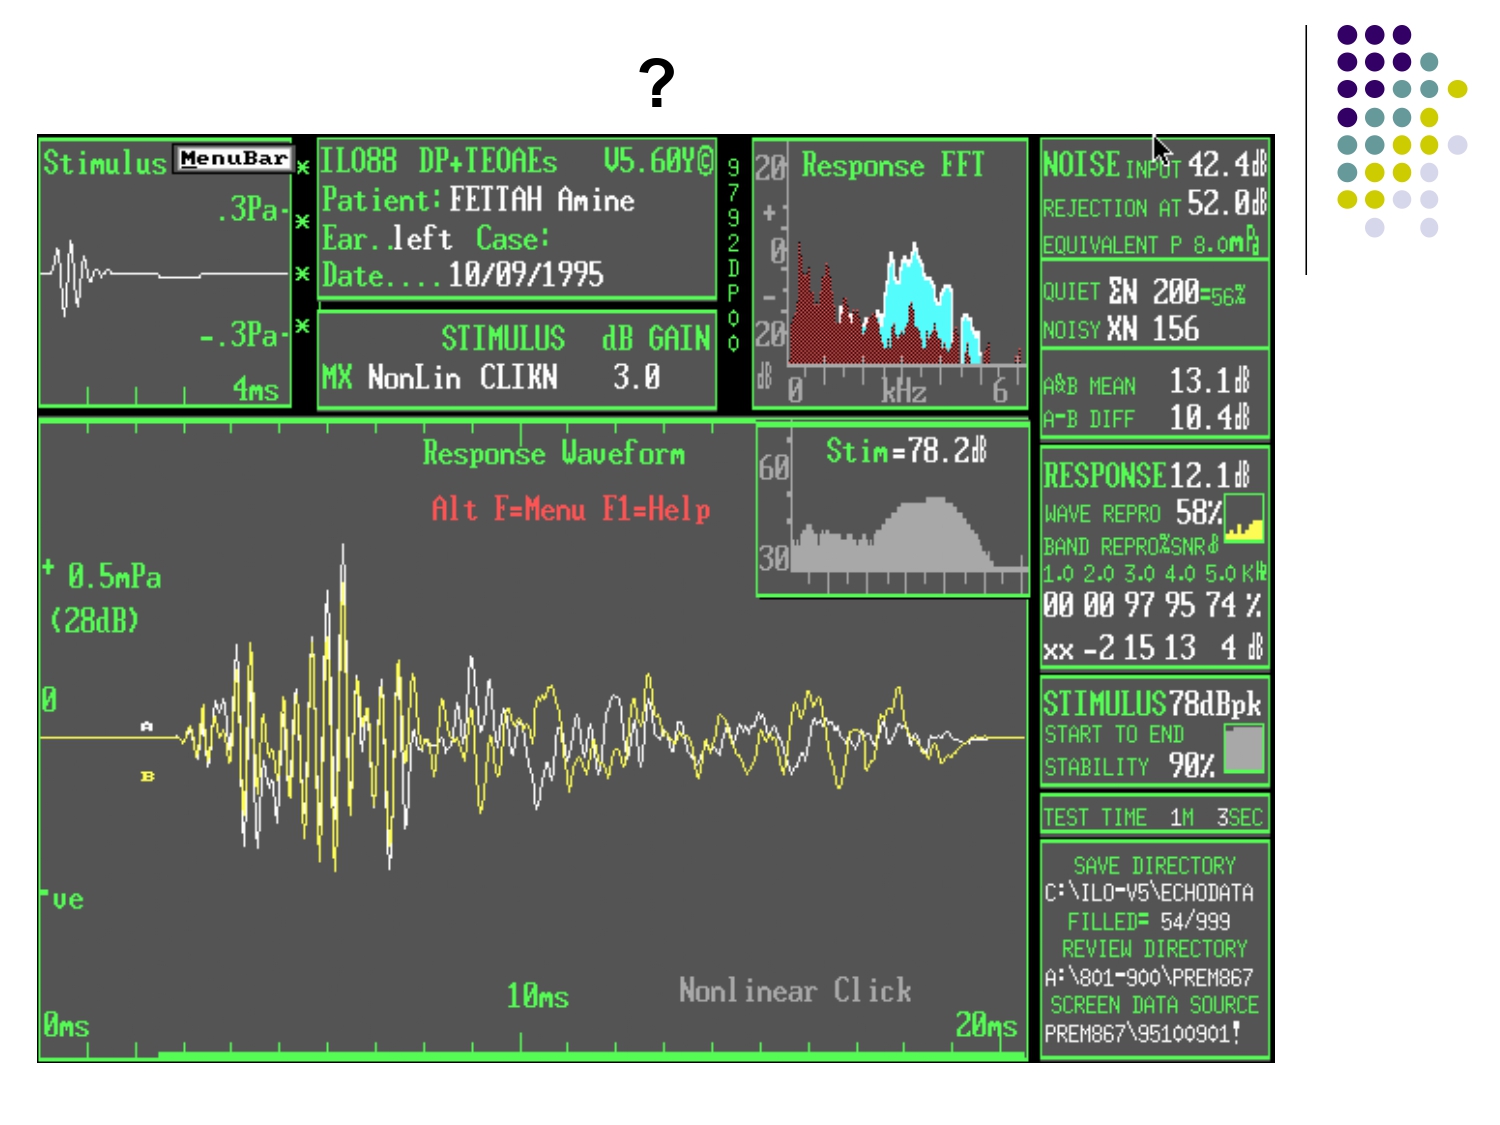 ?
Stimulus MenuBar
.3Pa
-.3Pa
4ms
*
*
*
*
ILO88 DP+TEOAEs V5.60Y©
Patient: FETTAH Amine
Ear..left Case:
Date....10/09/1995
STIMULUS dB GAIN
MX NonLin CLIKN 3.0
9792DP00
Response FFT
20
+
0
-
20
dB
0 kHz 6
NOISE INPUT 42.4dB
REJECTION AT 52.0dB
EQUIVALENT P 8.0mPa
QUIET ΣN 200=56%
NOISY XN 156
A&B MEAN 13.1dB
A-B DIFF 10.4dB
RESPONSE 12.1dB
WAVE REPRO 58%
BAND REPRO%SNRdB
1.0 2.0 3.0 4.0 5.0 KHz
00 00 97 95 74 %
xx -2 15 13 4 dB
STIMULUS 78dBpk
START TO END
STABILITY 90%
TEST TIME 1M 3SEC
SAVE DIRECTORY
C:\ILO-V5\ECHODATA
FILLED= 54/999
REVIEW DIRECTORY
A:\801-900\PREM867
SCREEN DATA SOURCE
PREM867\95100901!
Response Waveform
Alt F=Menu F1=Help
Stim=78.2dB
60
30
+ 0.5mPa
(28dB)
0
A
B
-ve
0ms
10ms
Nonlinear Click
20ms